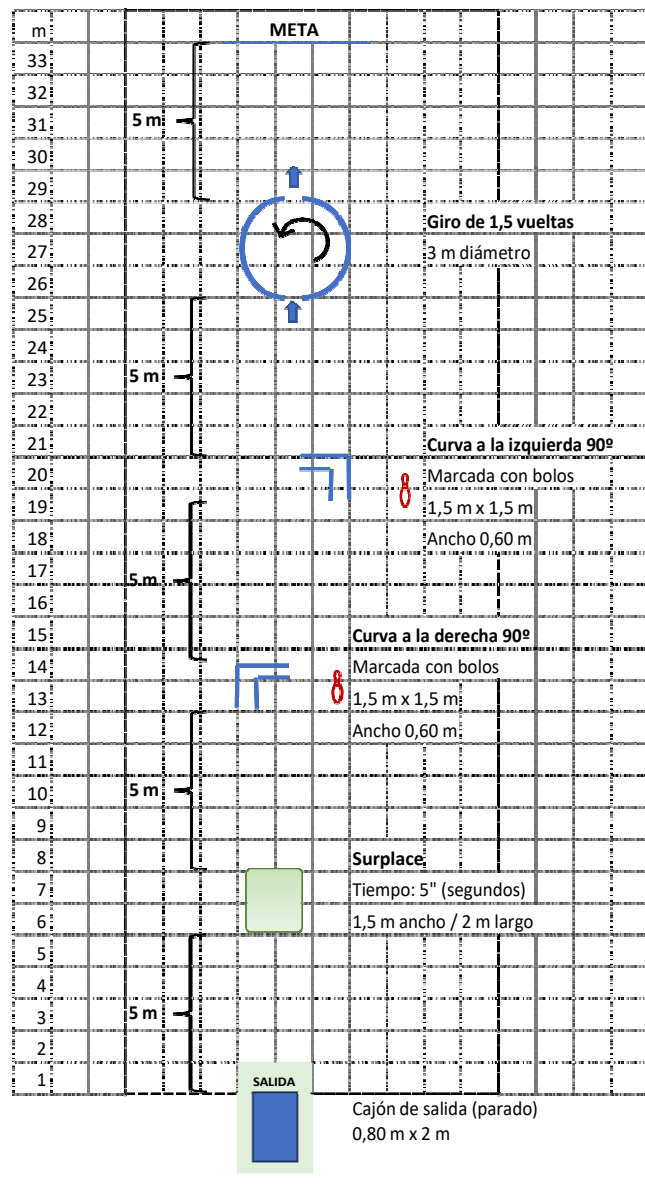 m
META
33
32
31
5 m
30
29
28
Giro de 1,5 vueltas
27
3 m diámetro
26
25
24
23
5 m
22
21
Curva a la izquierda 90º
20
Marcada con bolos
19
1,5 m x 1,5 m
18
Ancho 0,60 m
17
5 m
16
15
Curva a la derecha 90º
14
Marcada con bolos
13
1,5 m x 1,5 m
12
Ancho 0,60 m
11
10
5 m
9
8
Surplace
7
Tiempo: 5" (segundos)
6
1,5 m ancho / 2 m largo
5
4
3
5 m
2
1
SALIDA
Cajón de salida (parado)
0,80 m x 2 m